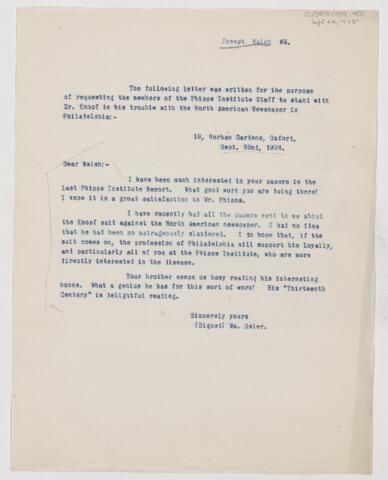 CUS417/109.140
Sept 22, 1908
Joseph Walsh #2.
The following letter was written for the purpose
of requesting the members of the Phipps Institute Staff to stand with
Dr. Knopf in his trouble with the North American Newspaper in
Philadelphia:-
13, Norham Gardens, Oxford,
Sept. 22nd, 1908.
Dear Walsh:-
I have been much interested in your papers in the
last Phipps Institute Report. What good work you are doing there!
I know it is a great satisfaction to Mr. Phipps.
I have recently had all the papers sent to me about
the Knopf suit against the North American newspaper. I had no idea
that he had been so outrageously slandered. I do hope that, if the
suit comes on, the profession of Philadelphia will support him loyally,
and particularly all of you at the Phipps Institute, who are more
directly interested in the disease.
Your brother keeps us busy reading his interesting
books. What a genius he has for this sort of work! His "Thirteenth
Century" is delightful reading.
Sincerely yours
(Signed) Wm. Osler.